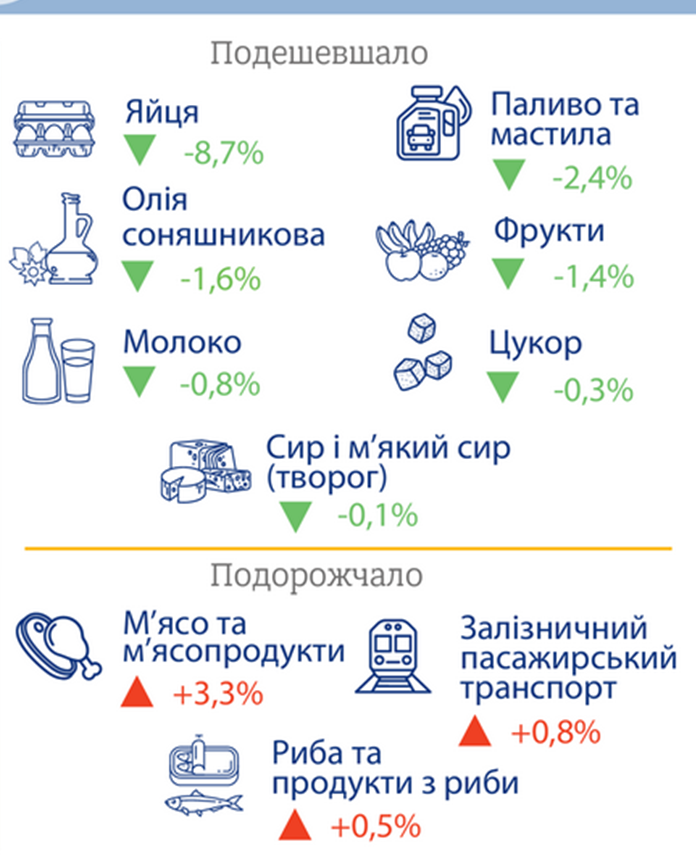 Подешевшало
Яйця
-8,7%
Паливо та
мастила
-2,4%
Олія
соняшникова
-1,6%
Фрукти
-1,4%
Молоко
-0,8%
Цукор
-0,3%
Сир і м’який сир
(творог)
-0,1%
Подорожчало
М’ясо та
м’ясопродукти
+3,3%
Залізничний
пасажирський
транспорт
+0,8%
Риба та
продукти з риби
+0,5%